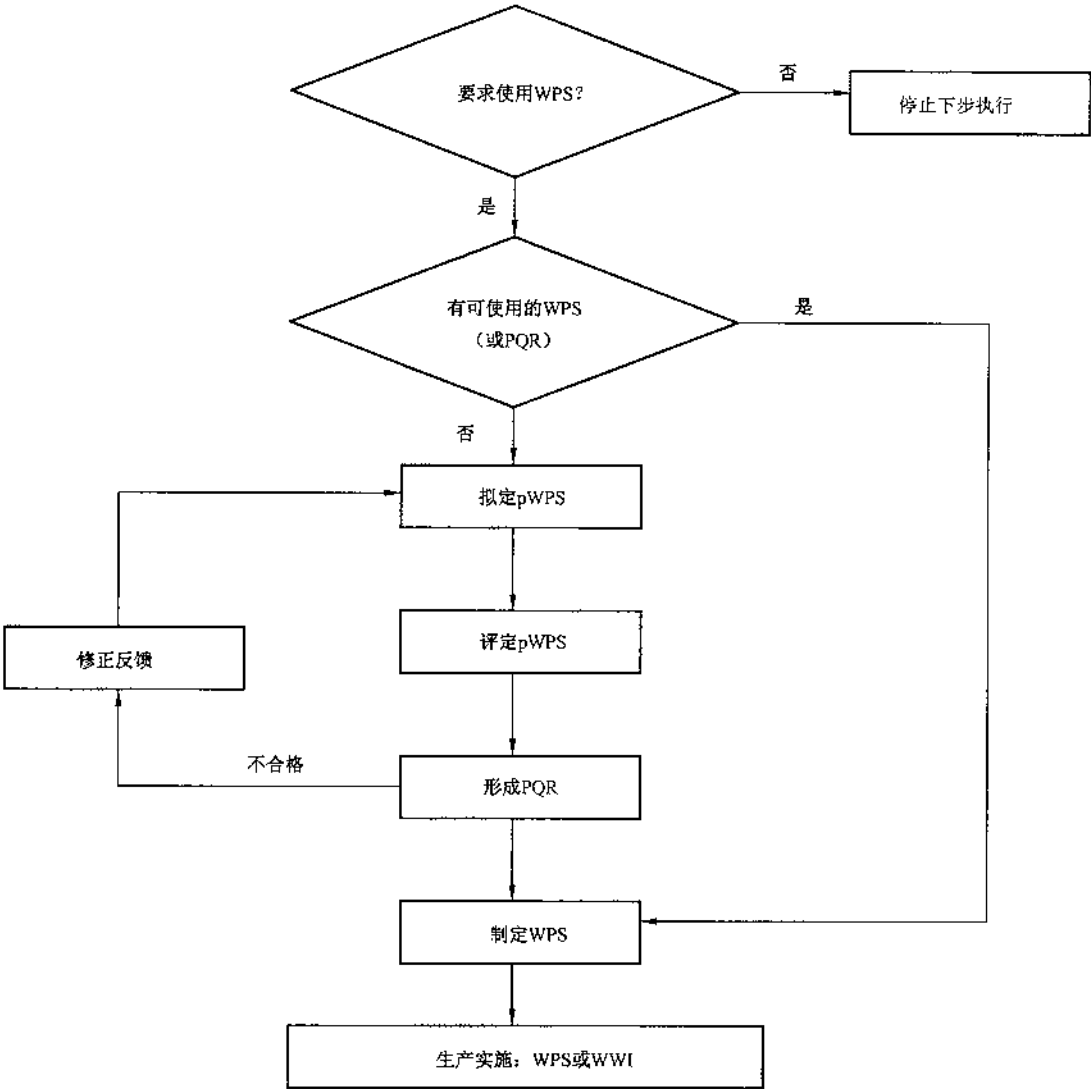 要求使用WPS?
否
停止下步执行
是
有可使用的WPS
（或PQR）
是
否
拟定pWPS
评定pWPS
修正反馈
不合格
形成PQR
制定WPS
生产实施：WPS或WWI